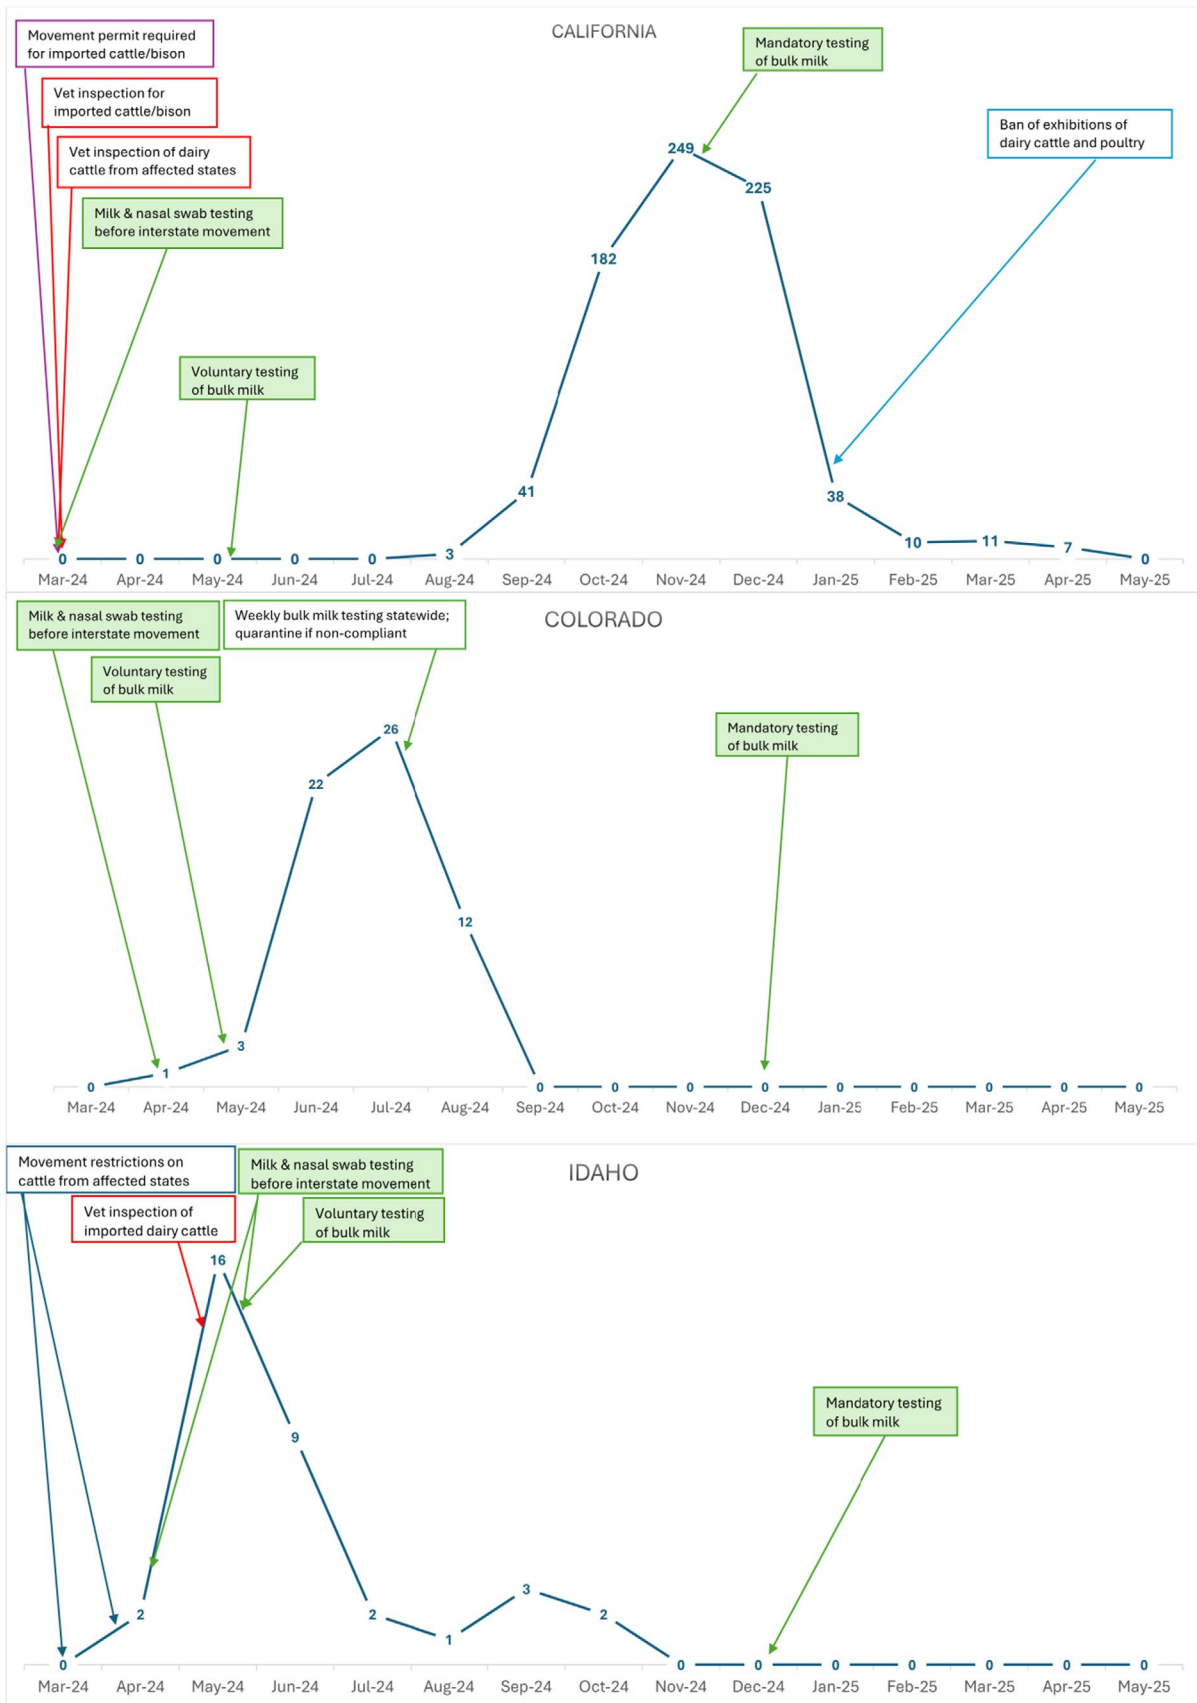 CALIFORNIA
Movement permit required
for imported cattle/bison
Vet inspection for
imported cattle/bison
Vet inspection of dairy
cattle from affected states
Milk & nasal swab testing
before interstate movement
Voluntary testing
of bulk milk
Mandatory testing
of bulk milk
Ban of exhibitions of
dairy cattle and poultry
0 0 0 0 0 3 41 182 249 225 38 10 11 7 0
Mar-24 Apr-24 May-24 Jun-24 Jul-24 Aug-24 Sep-24 Oct-24 Nov-24 Dec-24 Jan-25 Feb-25 Mar-25 Apr-25 May-25
COLORADO
Milk & nasal swab testing
before interstate movement
Voluntary testing
of bulk milk
Weekly bulk milk testing statewide;
quarantine if non-compliant
Mandatory testing
of bulk milk
0 1 3 22 26 12 0 0 0 0 0 0 0 0 0
Mar-24 Apr-24 May-24 Jun-24 Jul-24 Aug-24 Sep-24 Oct-24 Nov-24 Dec-24 Jan-25 Feb-25 Mar-25 Apr-25 May-25
IDAHO
Movement restrictions on
cattle from affected states
Vet inspection of
imported dairy cattle
Milk & nasal swab testing
before interstate movement
Voluntary testing
of bulk milk
Mandatory testing
of bulk milk
0 2 16 9 2 1 3 2 0 0 0 0 0 0 0
Mar-24 Apr-24 May-24 Jun-24 Jul-24 Aug-24 Sep-24 Oct-24 Nov-24 Dec-24 Jan-25 Feb-25 Mar-25 Apr-25 May-25